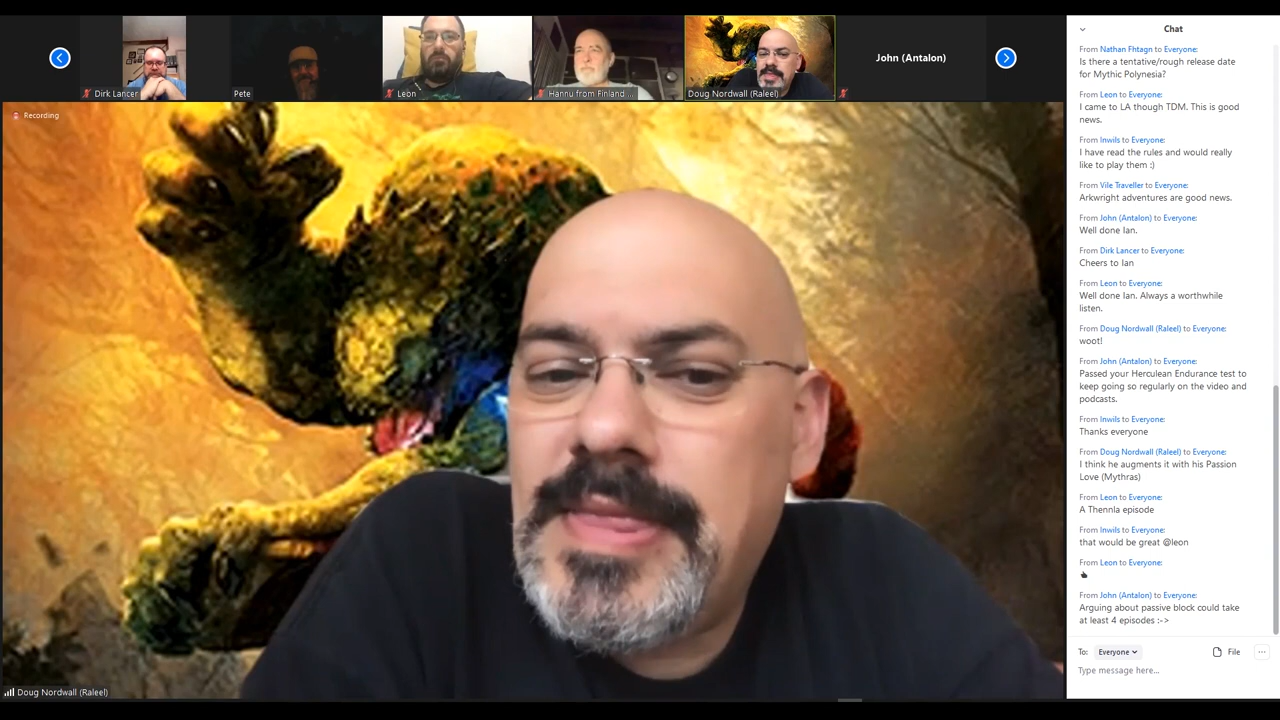 Dirk Lancer
Pete
Leon
Hannu from Finland ...
Doug Nordwall (Raleel)
John (Antalon)
Recording
Doug Nordwall (Raleel)
Chat
From Nathan Fhtagn to Everyone:
Is there a tentative/rough release date
for Mythic Polynesia?
From Leon to Everyone:
I came to LA though TDM. This is good
news.
From Inwils to Everyone:
I have read the rules and would really
like to play them :)
From Vile Traveller to Everyone:
Arkwright adventures are good news.
From John (Antalon) to Everyone:
Well done Ian.
From Dirk Lancer to Everyone:
Cheers to Ian
From Leon to Everyone:
Well done Ian. Always a worthwhile
listen.
From Doug Nordwall (Raleel) to Everyone:
woot!
From John (Antalon) to Everyone:
Passed your Herculean Endurance test to
keep going so regularly on the video and
podcasts.
From Inwils to Everyone:
Thanks everyone
From Doug Nordwall (Raleel) to Everyone:
I think he augments it with his Passion
Love (Mythras)
From Leon to Everyone:
A Thennla episode
From Inwils to Everyone:
that would be great @leon
From Leon to Everyone:
From John (Antalon) to Everyone:
Arguing about passive block could take
at least 4 episodes :->
To: Everyone File ...
Type message here...